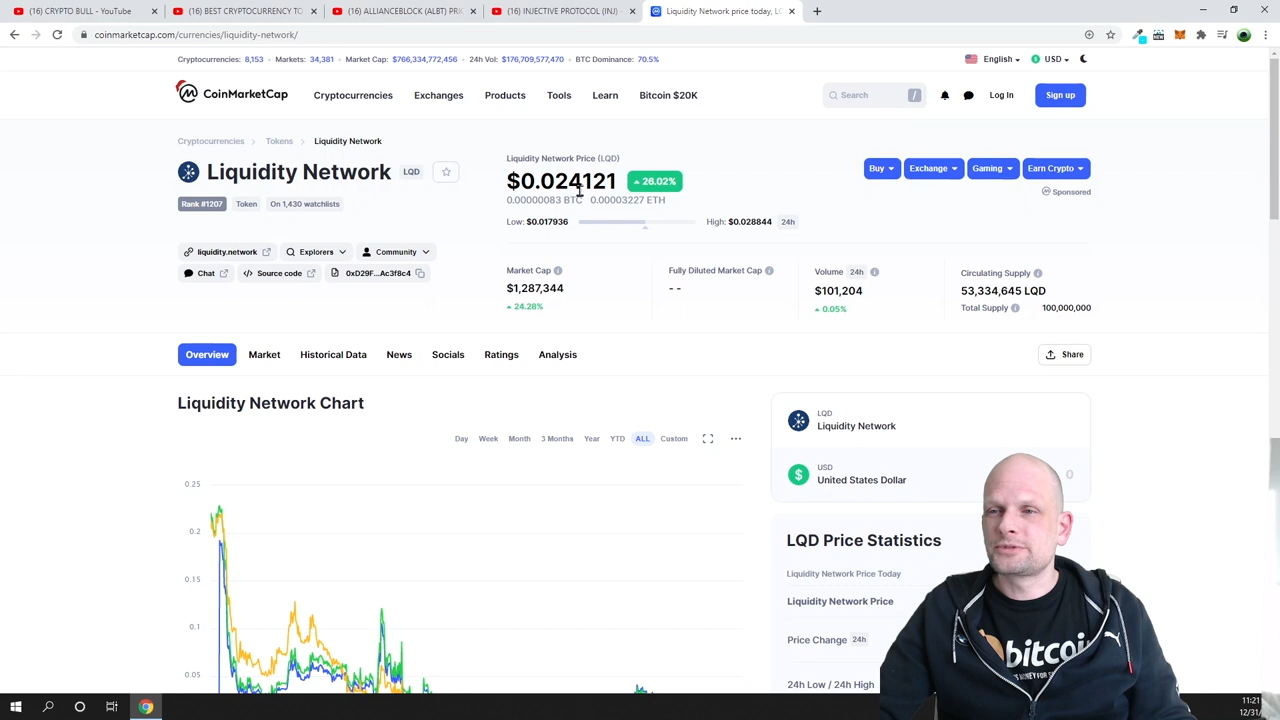 (16) CRYPTO BULL - YouTube
(16) BEST CRYPTOCURRENCY TO
(16) ALLIANCEBLOCK (ALBT) PRIC
(16) INJECTIVE PROTOCOL (INJ) -
Liquidity Network price today, LQ
coinmarketcap.com/currencies/liquidity-network/
Cryptocurrencies: 8,153 Markets: 34,381 Market Cap: $766,334,772,456 24h Vol: $176,709,577,470 BTC Dominance: 70.5%
English USD
CoinMarketCap Cryptocurrencies Exchanges Products Tools Learn Bitcoin $20K
Search / Log In Sign up
Cryptocurrencies > Tokens > Liquidity Network
Liquidity Network LQD
Rank #1207 Token On 1,430 watchlists
liquidity.network Explorers Community
Chat Source code 0xD29F...Ac3f8c4
Liquidity Network Price (LQD)
$0.024121 26.02%
0.00000083 BTC 0.00003227 ETH
Low: $0.017936 High: $0.028844 24h
Buy Exchange Gaming Earn Crypto
Sponsored
Market Cap
$1,287,344
24.28%
Fully Diluted Market Cap
- -
Volume 24h
$101,204
0.05%
Circulating Supply
53,334,645 LQD
Total Supply 100,000,000
Overview Market Historical Data News Socials Ratings Analysis
Share
Liquidity Network Chart
Day Week Month 3 Months Year YTD ALL Custom
0.25
0.2
0.15
0.1
0.05
LQD
Liquidity Network
USD
United States Dollar
0
LQD Price Statistics
Liquidity Network Price Today
Liquidity Network Price
Price Change 24h
24h Low / 24h High
bitcoin
11:21
12/31/